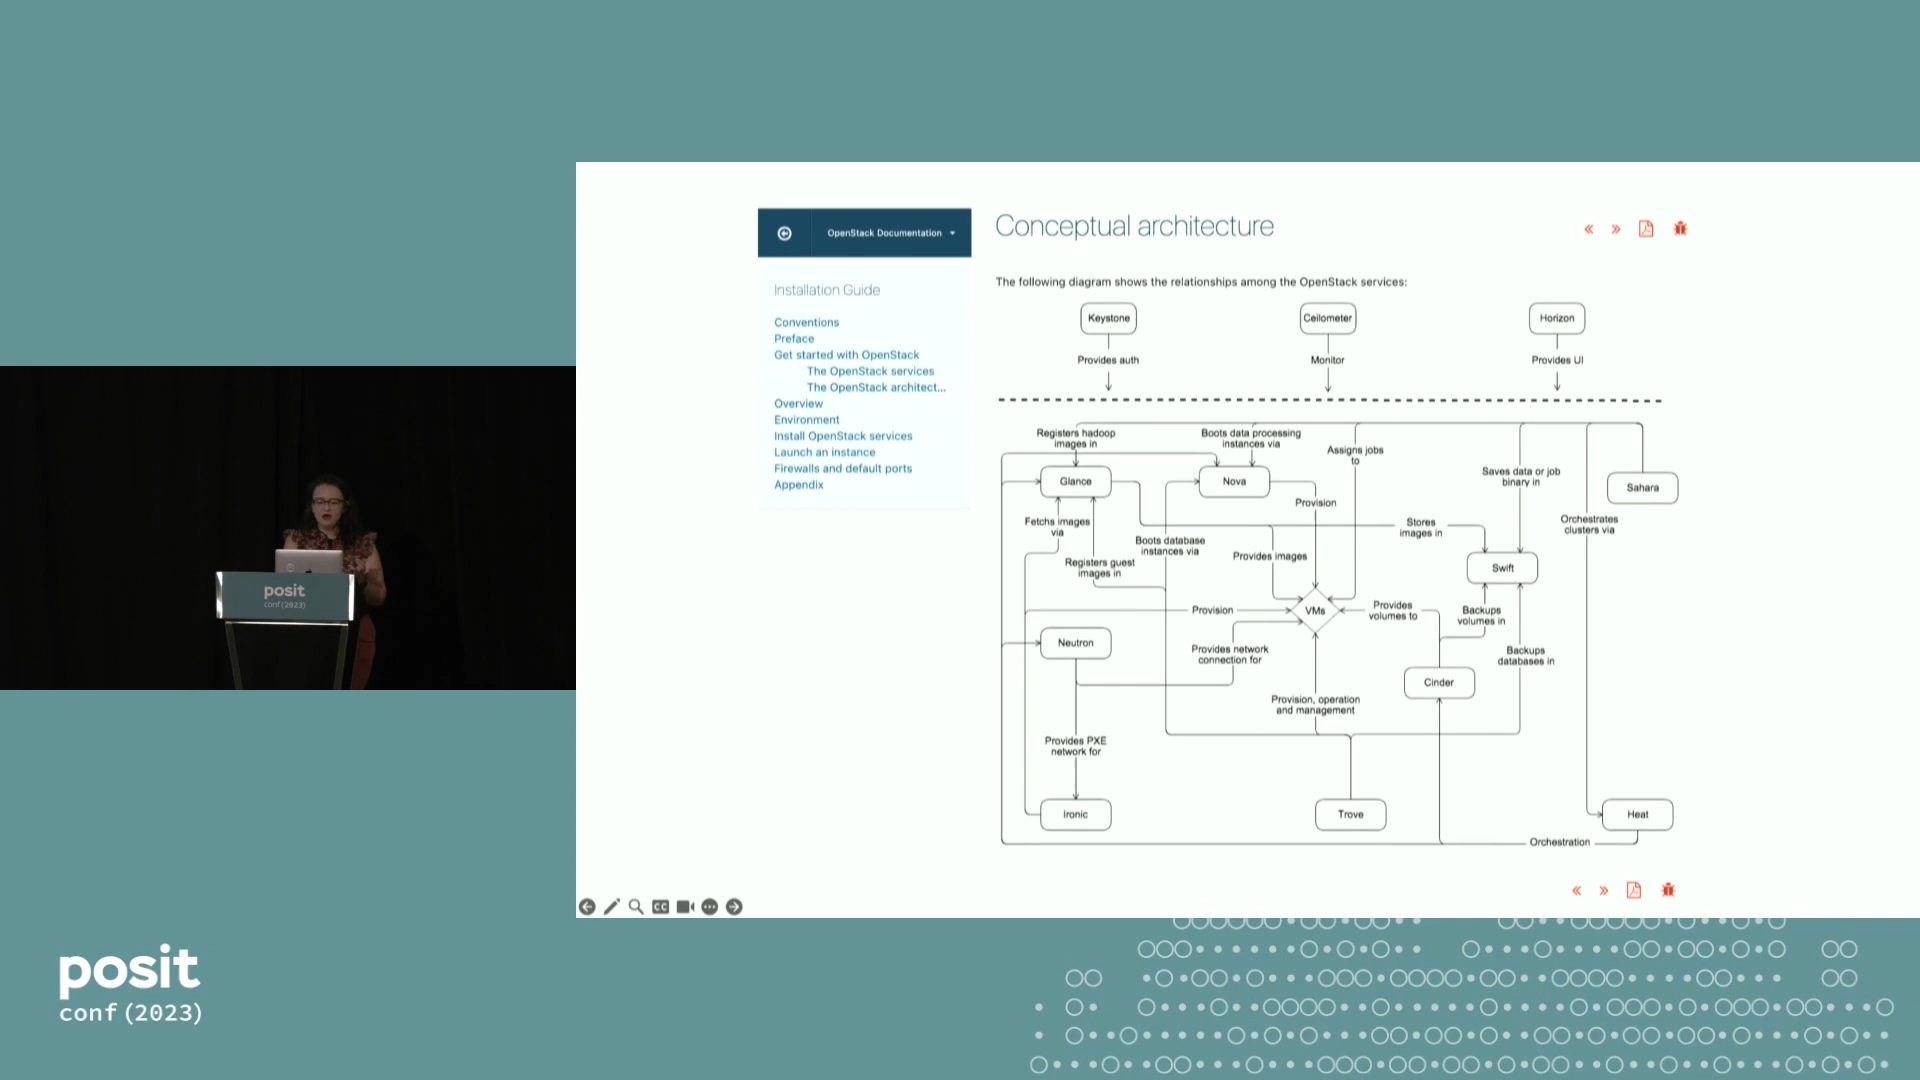 OpenStack Documentation
Installation Guide
Conventions
Preface
Get started with OpenStack
The OpenStack services
The OpenStack architect...
Overview
Environment
Install OpenStack services
Launch an instance
Firewalls and default ports
Appendix
Conceptual architecture
The following diagram shows the relationships among the OpenStack services:
Keystone
Ceilometer
Horizon
Provides auth
Monitor
Provides UI
Registers hadoop
images in
Boots data processing
instances via
Assigns jobs
to
Saves data or job
binary in
Glance
Nova
Sahara
Provision
Fetchs images
via
Stores
images in
Orchestrates
clusters via
Boots database
instances via
Provides images
Registers guest
images in
Swift
Provision
VMs
Provides
volumes to
Backups
volumes in
Neutron
Provides network
connection for
Backups
databases in
Cinder
Provision, operation
and management
Provides PXE
network for
Ironic
Trove
Heat
Orchestration
CC
posit
conf(2023)
posit
conf(2023)